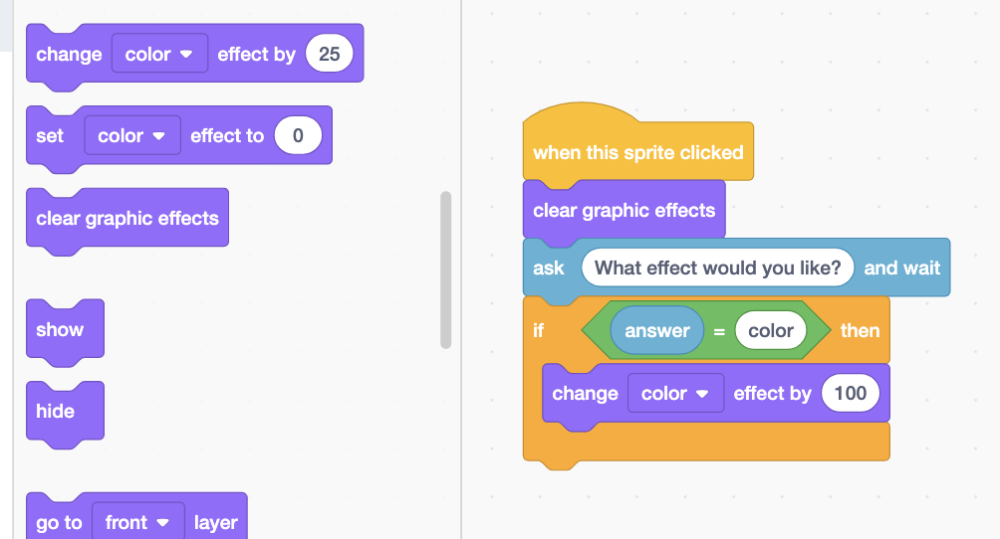 change color effect by 25
set color effect to 0
clear graphic effects
show
hide
go to front layer
when this sprite clicked
clear graphic effects
ask What effect would you like? and wait
if answer = color then
change color effect by 100